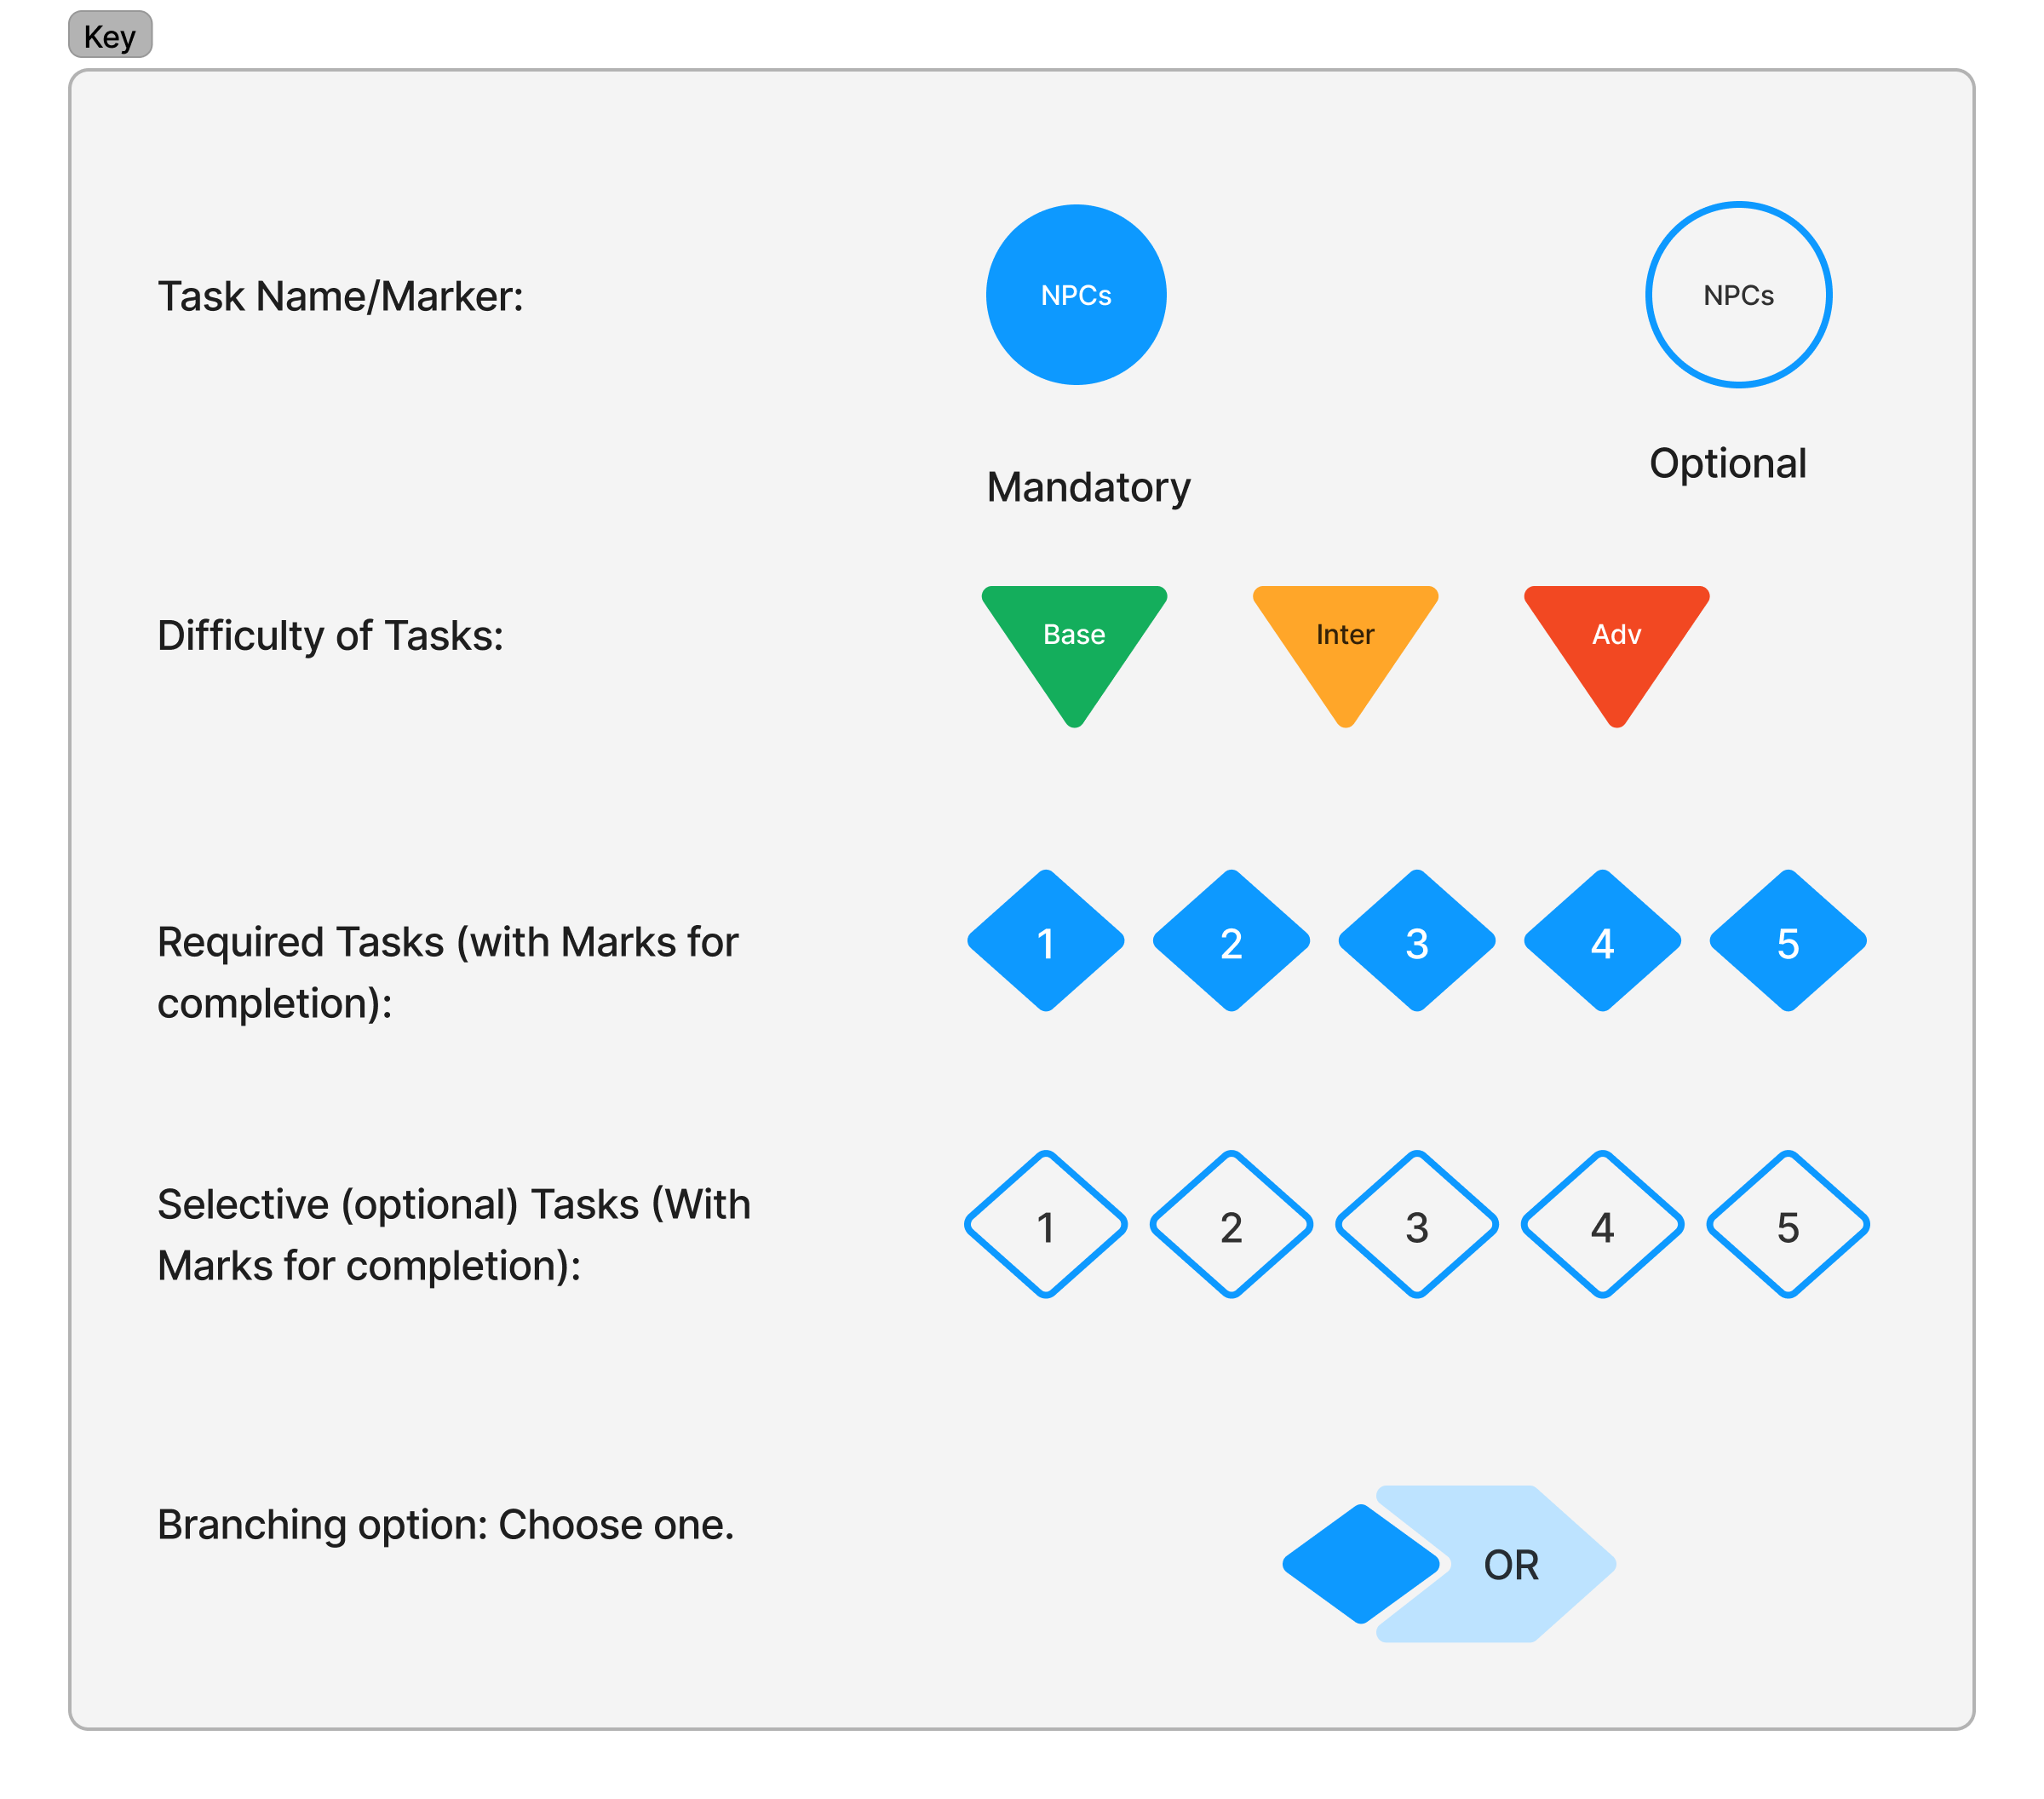 Key
Task Name/Marker:
NPCs
NPCs
Mandatory
Optional
Difficulty of Tasks:
Base
Inter
Adv
Required Tasks (with Marks for
completion):
1
2
3
4
5
Selective (optional) Tasks (With
Marks for completion):
1
2
3
4
5
Branching option: Choose one.
OR